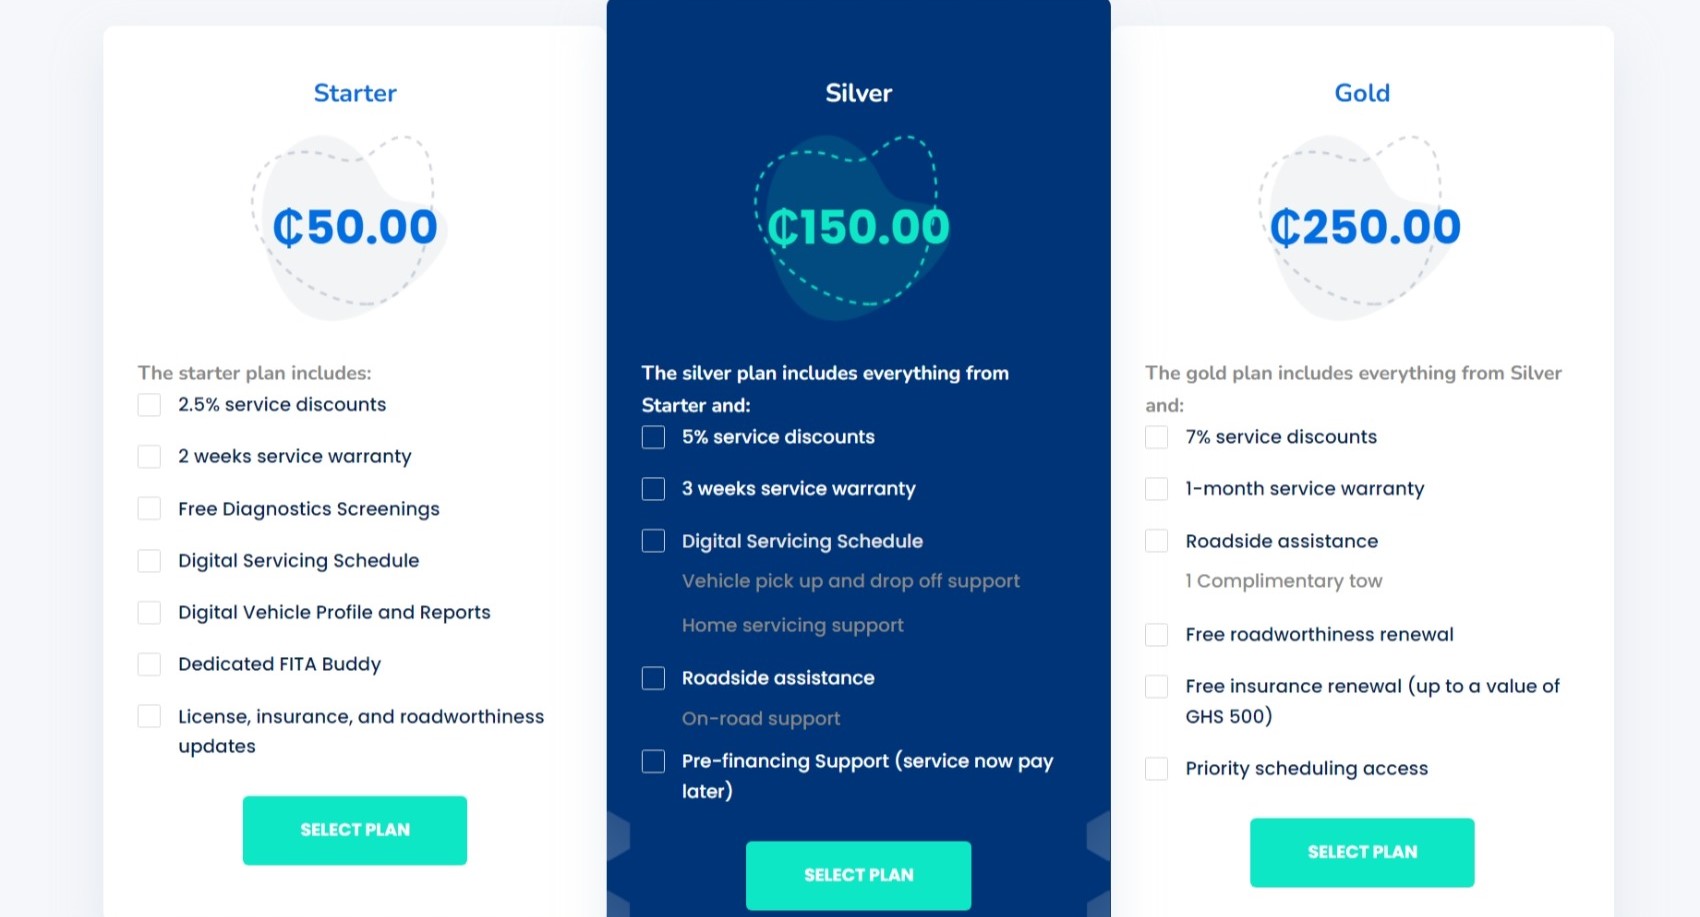 Starter
₵50.00
The starter plan includes:
2.5% service discounts
2 weeks service warranty
Free Diagnostics Screenings
Digital Servicing Schedule
Digital Vehicle Profile and Reports
Dedicated FITA Buddy
License, insurance, and roadworthiness
updates
SELECT PLAN
Silver
₵150.00
The silver plan includes everything from
Starter and:
5% service discounts
3 weeks service warranty
Digital Servicing Schedule
Vehicle pick up and drop off support
Home servicing support
Roadside assistance
On-road support
Pre-financing Support (service now pay
later)
SELECT PLAN
Gold
₵250.00
The gold plan includes everything from Silver
and:
7% service discounts
1-month service warranty
Roadside assistance
1 Complimentary tow
Free roadworthiness renewal
Free insurance renewal (up to a value of
GHS 500)
Priority scheduling access
SELECT PLAN